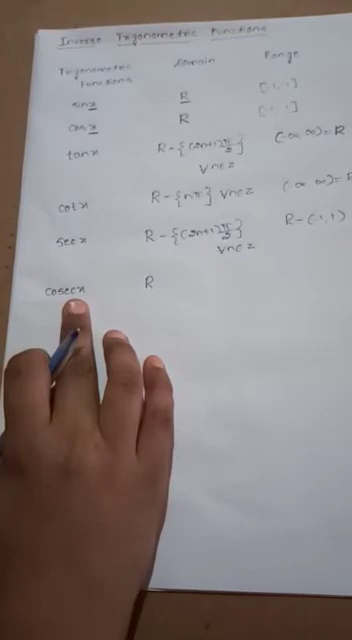 Inverse Trigonometric Functions
Trigonometric Functions Domain Range
sinx R [-1, 1]
cosx R [-1, 1]
tanx R - {(2n+1)π/2} ∀n∈Z (-∞, ∞) = R
cotx R - {nπ} ∀n∈Z (-∞, ∞) = R
secx R - {(2n+1)π/2} ∀n∈Z R - (-1, 1)
cosecx R